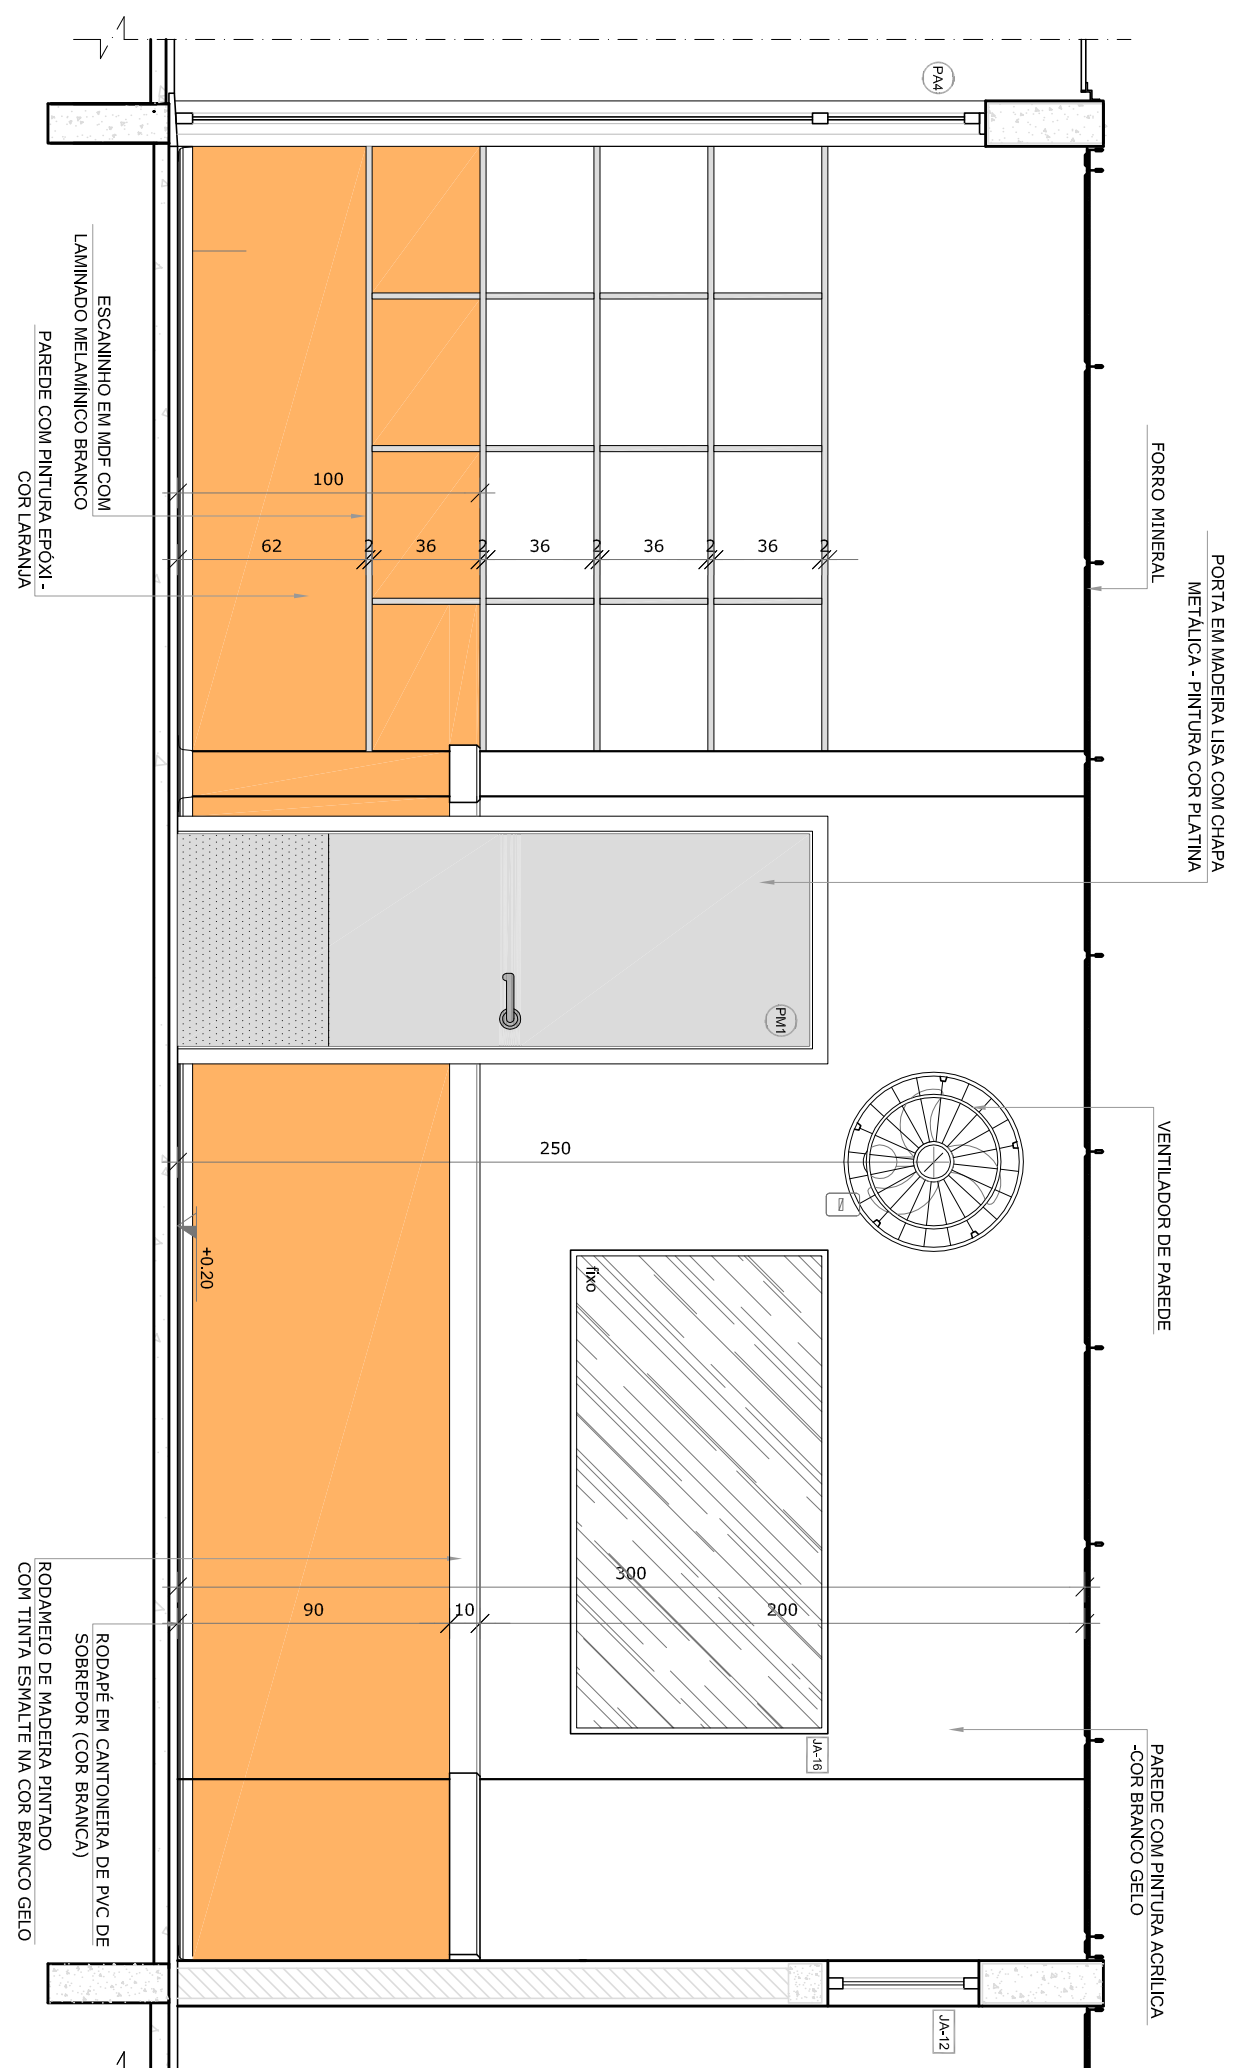 PA4
ESCANINHO EM MDF COM
LAMINADO MELAMÍNICO BRANCO
PAREDE COM PINTURA EPÓXI -
COR LARANJA
FORRO MINERAL
PORTA EM MADEIRA LISA COM CHAPA
METÁLICA - PINTURA COR PLATINA
100
62
2
36
2
36
2
36
2
36
2
PM1
VENTILADOR DE PAREDE
250
+0.20
fixo
300
90
10
200
JA-16
RODAMEIO DE MADEIRA PINTADO
COM TINTA ESMALTE NA COR BRANCO GELO
RODAPÉ EM CANTONEIRA DE PVC DE
SOBREPOR (COR BRANCA)
PAREDE COM PINTURA ACRÍLICA
-COR BRANCO GELO
JA-12